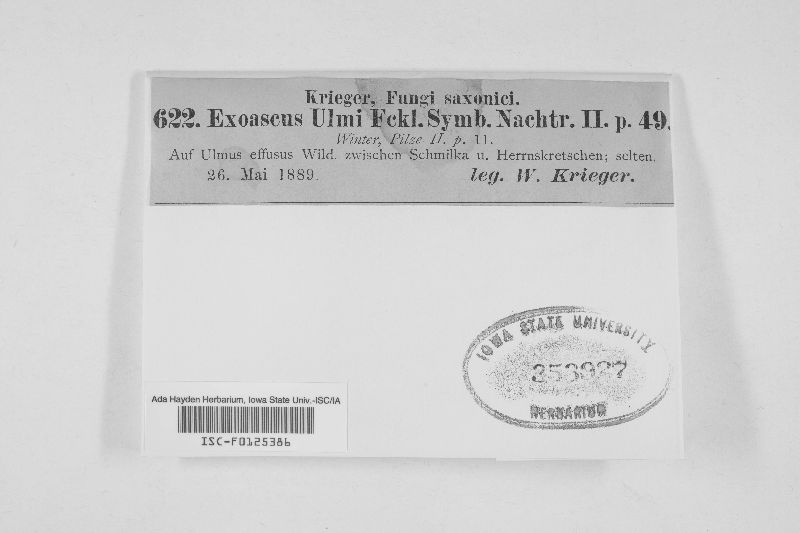 Krieger, Fungi saxonici.
622. Exoascus Ulmi Fckl. Symb. Nachtr. II. p. 49.
Winter, Pilze II. p. 11.
Auf Ulmus effusus Wild. zwischen Schmilka u. Herrnskretschen; selten.
26. Mai 1889. leg. W. Krieger.
IOWA STATE UNIVERSITY
353927
HERBARIUM
Ada Hayden Herbarium, Iowa State Univ.-ISC/IA
ISC-F0125386